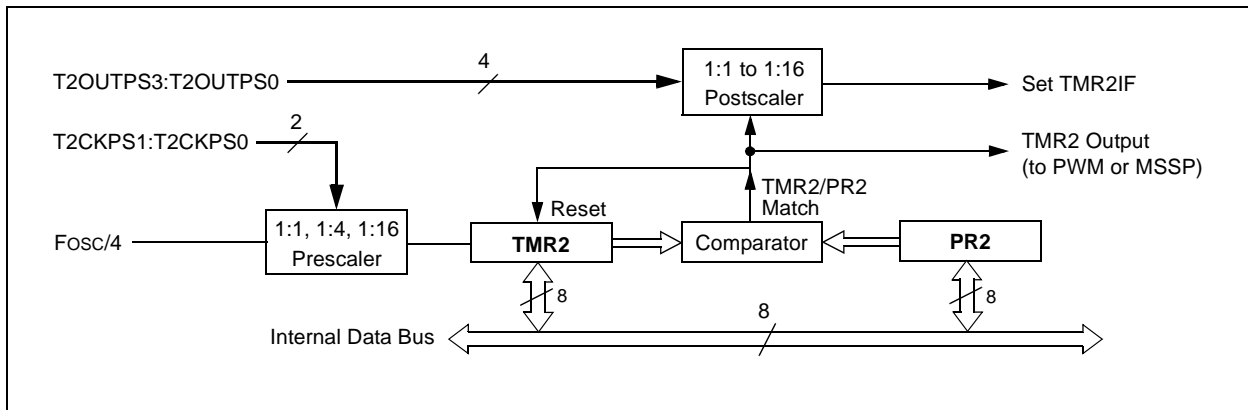 T2OUTPS3:T2OUTPS0
4
1:1 to 1:16
Postscaler
Set TMR2IF
T2CKPS1:T2CKPS0
2
TMR2 Output
(to PWM or MSSP)
TMR2/PR2
Match
Reset
FOSC/4
1:1, 1:4, 1:16
Prescaler
TMR2
Comparator
PR2
8
8
Internal Data Bus
8